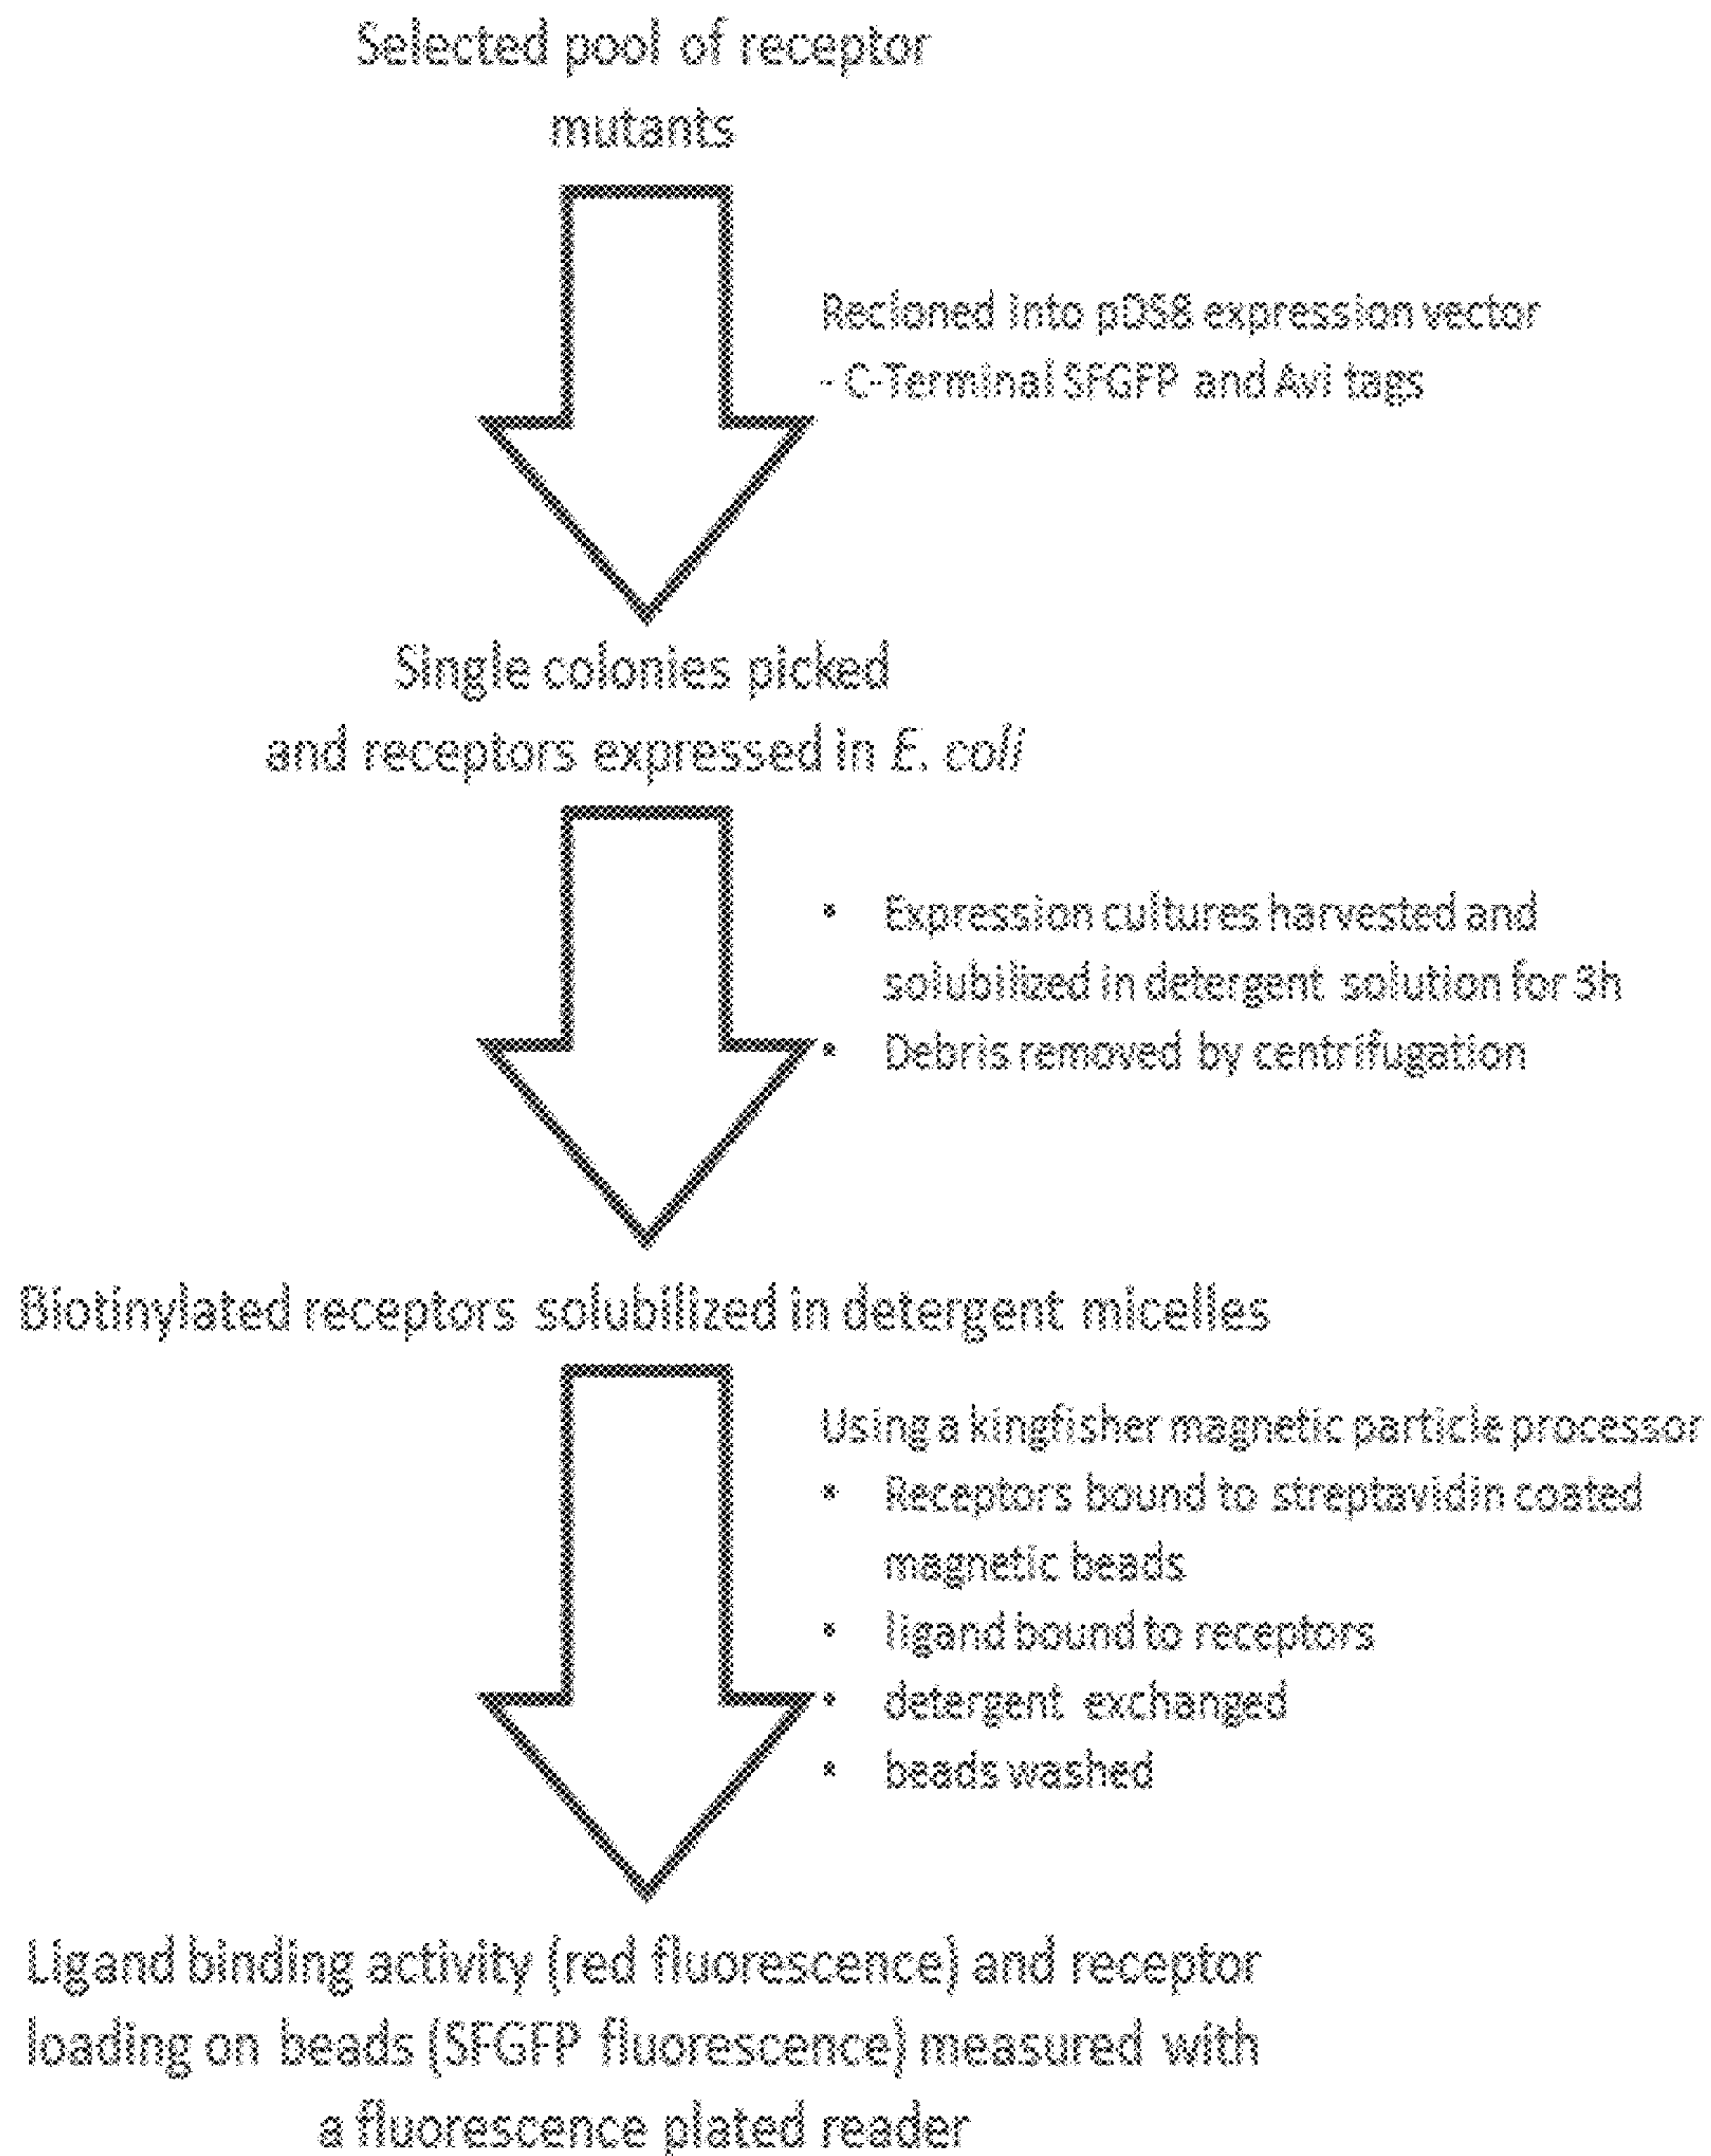 Selected pool of receptor
mutants
Recloned into pDS8 expression vector
- C-Terminal SFGFP and Avi tags
Single colonies picked
and receptors expressed in E. coli
• Expression cultures harvested and
solubilized in detergent solution for 3h
• Debris removed by centrifugation
Biotinylated receptors solubilized in detergent micelles
Using a kingfisher magnetic particle processor
• Receptors bound to streptavidin coated
magnetic beads
• ligand bound to receptors
• detergent exchanged
• beads washed
Ligand binding activity (red fluorescence) and receptor
loading on beads (SFGFP fluorescence) measured with
a fluorescence plated reader